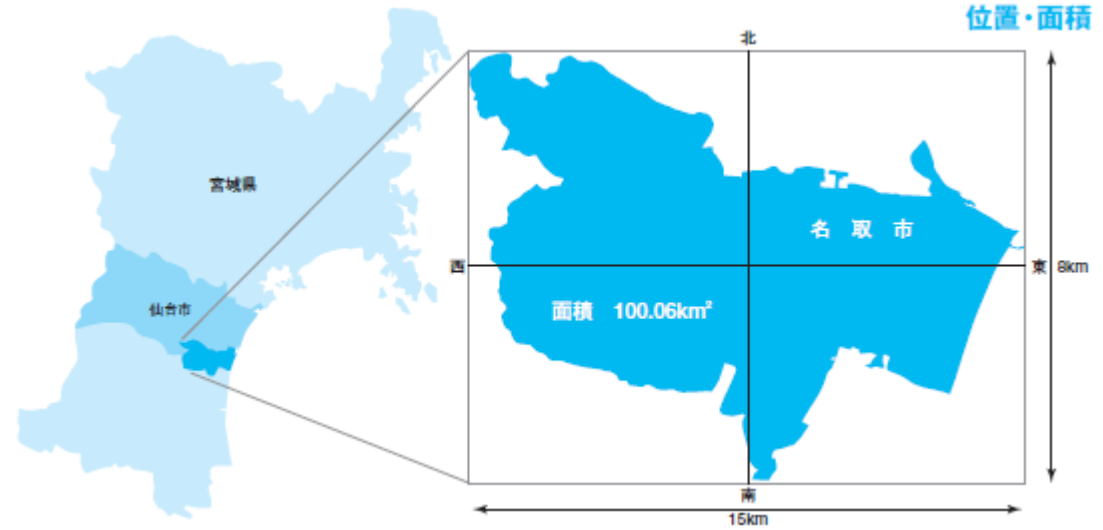 位置・面積
北
宮城県
名 取 市
西
東
8km
仙台市
面積 100.06km²
南
15km